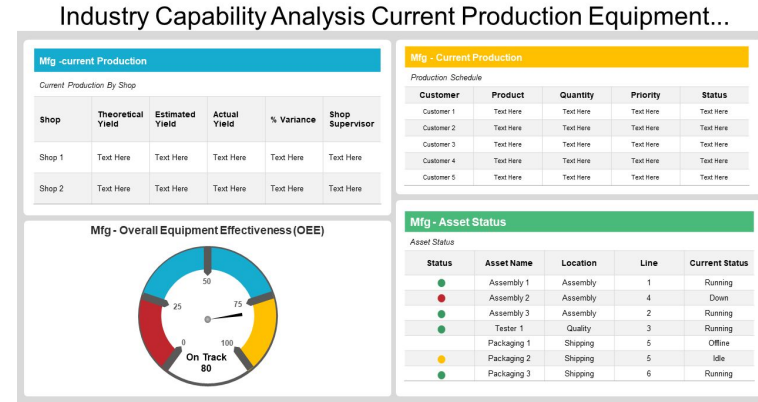 Industry Capability Analysis Current Production Equipment...
Mfg -current Production
Current Production By Shop
Shop Theoretical Yield Estimated Yield Actual Yield % Variance Shop Supervisor
Shop 1 Text Here Text Here Text Here Text Here Text Here
Shop 2 Text Here Text Here Text Here Text Here Text Here
Mfg - Current Production
Production Schedule
Customer Product Quantity Priority Status
Customer 1 Text Here Text Here Text Here Text Here
Customer 2 Text Here Text Here Text Here Text Here
Customer 3 Text Here Text Here Text Here Text Here
Customer 4 Text Here Text Here Text Here Text Here
Customer 5 Text Here Text Here Text Here Text Here
Mfg - Overall Equipment Effectiveness (OEE)
50
25 75
0 100
On Track
80
Mfg - Asset Status
Asset Status
Status Asset Name Location Line Current Status
Assembly 1 Assembly 1 Running
Assembly 2 Assembly 4 Down
Assembly 3 Assembly 2 Running
Tester 1 Quality 3 Running
Packaging 1 Shipping 5 Offline
Packaging 2 Shipping 5 Idle
Packaging 3 Shipping 6 Running